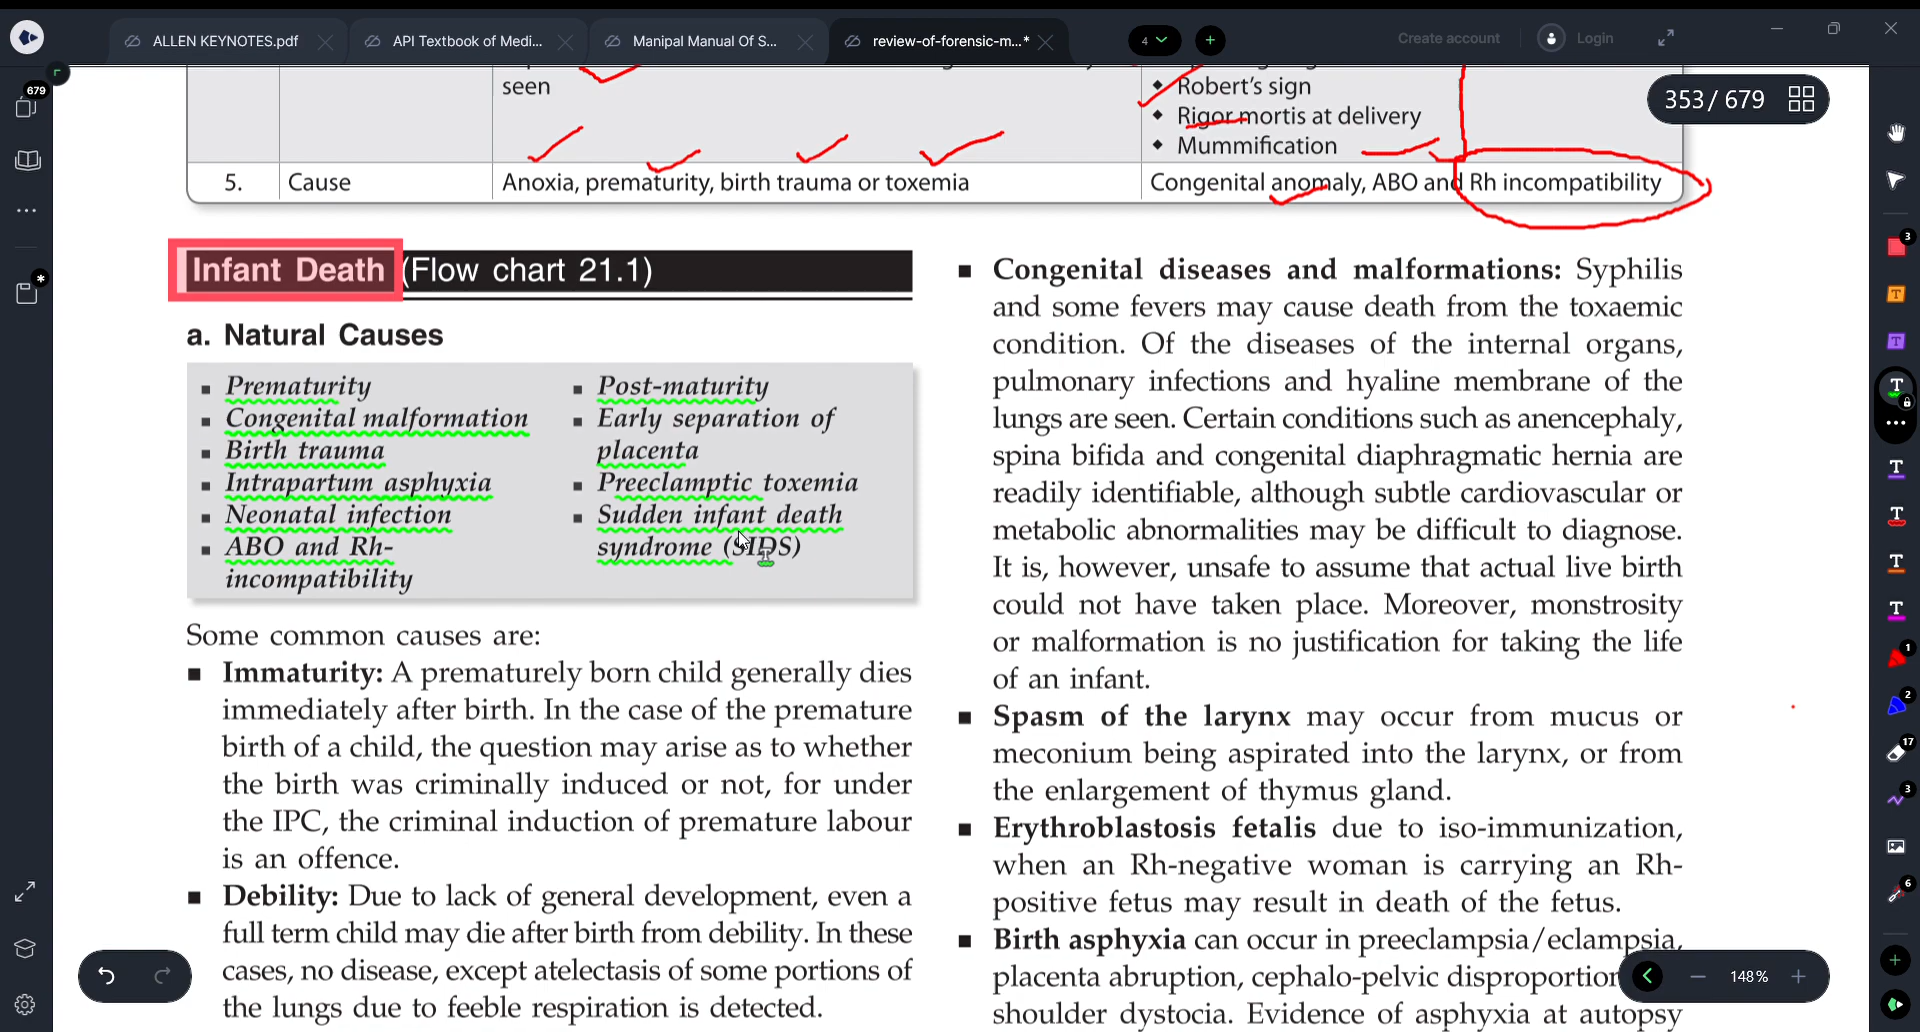 ALLEN KEYNOTES.pdf
API Textbook of Medi...
Manipal Manual Of S...
review-of-forensic-m...*
4
Create account
Login
679
353/ 679
seen
Robert's sign
Rigor mortis at delivery
Mummification
5. Cause Anoxia, prematurity, birth trauma or toxemia Congenital anomaly, ABO and Rh incompatibility
Infant Death (Flow chart 21.1)
a. Natural Causes
Prematurity
Congenital malformation
Birth trauma
Intrapartum asphyxia
Neonatal infection
ABO and Rh-
incompatibility
Post-maturity
Early separation of
placenta
Preeclamptic toxemia
Sudden infant death
syndrome (SIDS)
Some common causes are:
Immaturity: A prematurely born child generally dies
immediately after birth. In the case of the premature
birth of a child, the question may arise as to whether
the birth was criminally induced or not, for under
the IPC, the criminal induction of premature labour
is an offence.
Debility: Due to lack of general development, even a
full term child may die after birth from debility. In these
cases, no disease, except atelectasis of some portions of
the lungs due to feeble respiration is detected.
Congenital diseases and malformations: Syphilis
and some fevers may cause death from the toxaemic
condition. Of the diseases of the internal organs,
pulmonary infections and hyaline membrane of the
lungs are seen. Certain conditions such as anencephaly,
spina bifida and congenital diaphragmatic hernia are
readily identifiable, although subtle cardiovascular or
metabolic abnormalities may be difficult to diagnose.
It is, however, unsafe to assume that actual live birth
could not have taken place. Moreover, monstrosity
or malformation is no justification for taking the life
of an infant.
Spasm of the larynx may occur from mucus or
meconium being aspirated into the larynx, or from
the enlargement of thymus gland.
Erythroblastosis fetalis due to iso-immunization,
when an Rh-negative woman is carrying an Rh-
positive fetus may result in death of the fetus.
Birth asphyxia can occur in preeclampsia/eclampsia,
placenta abruption, cephalo-pelvic disproportion
shoulder dystocia. Evidence of asphyxia at autopsy
148%
3
T
T
T
T
T
T
T
1
2
17
3
6